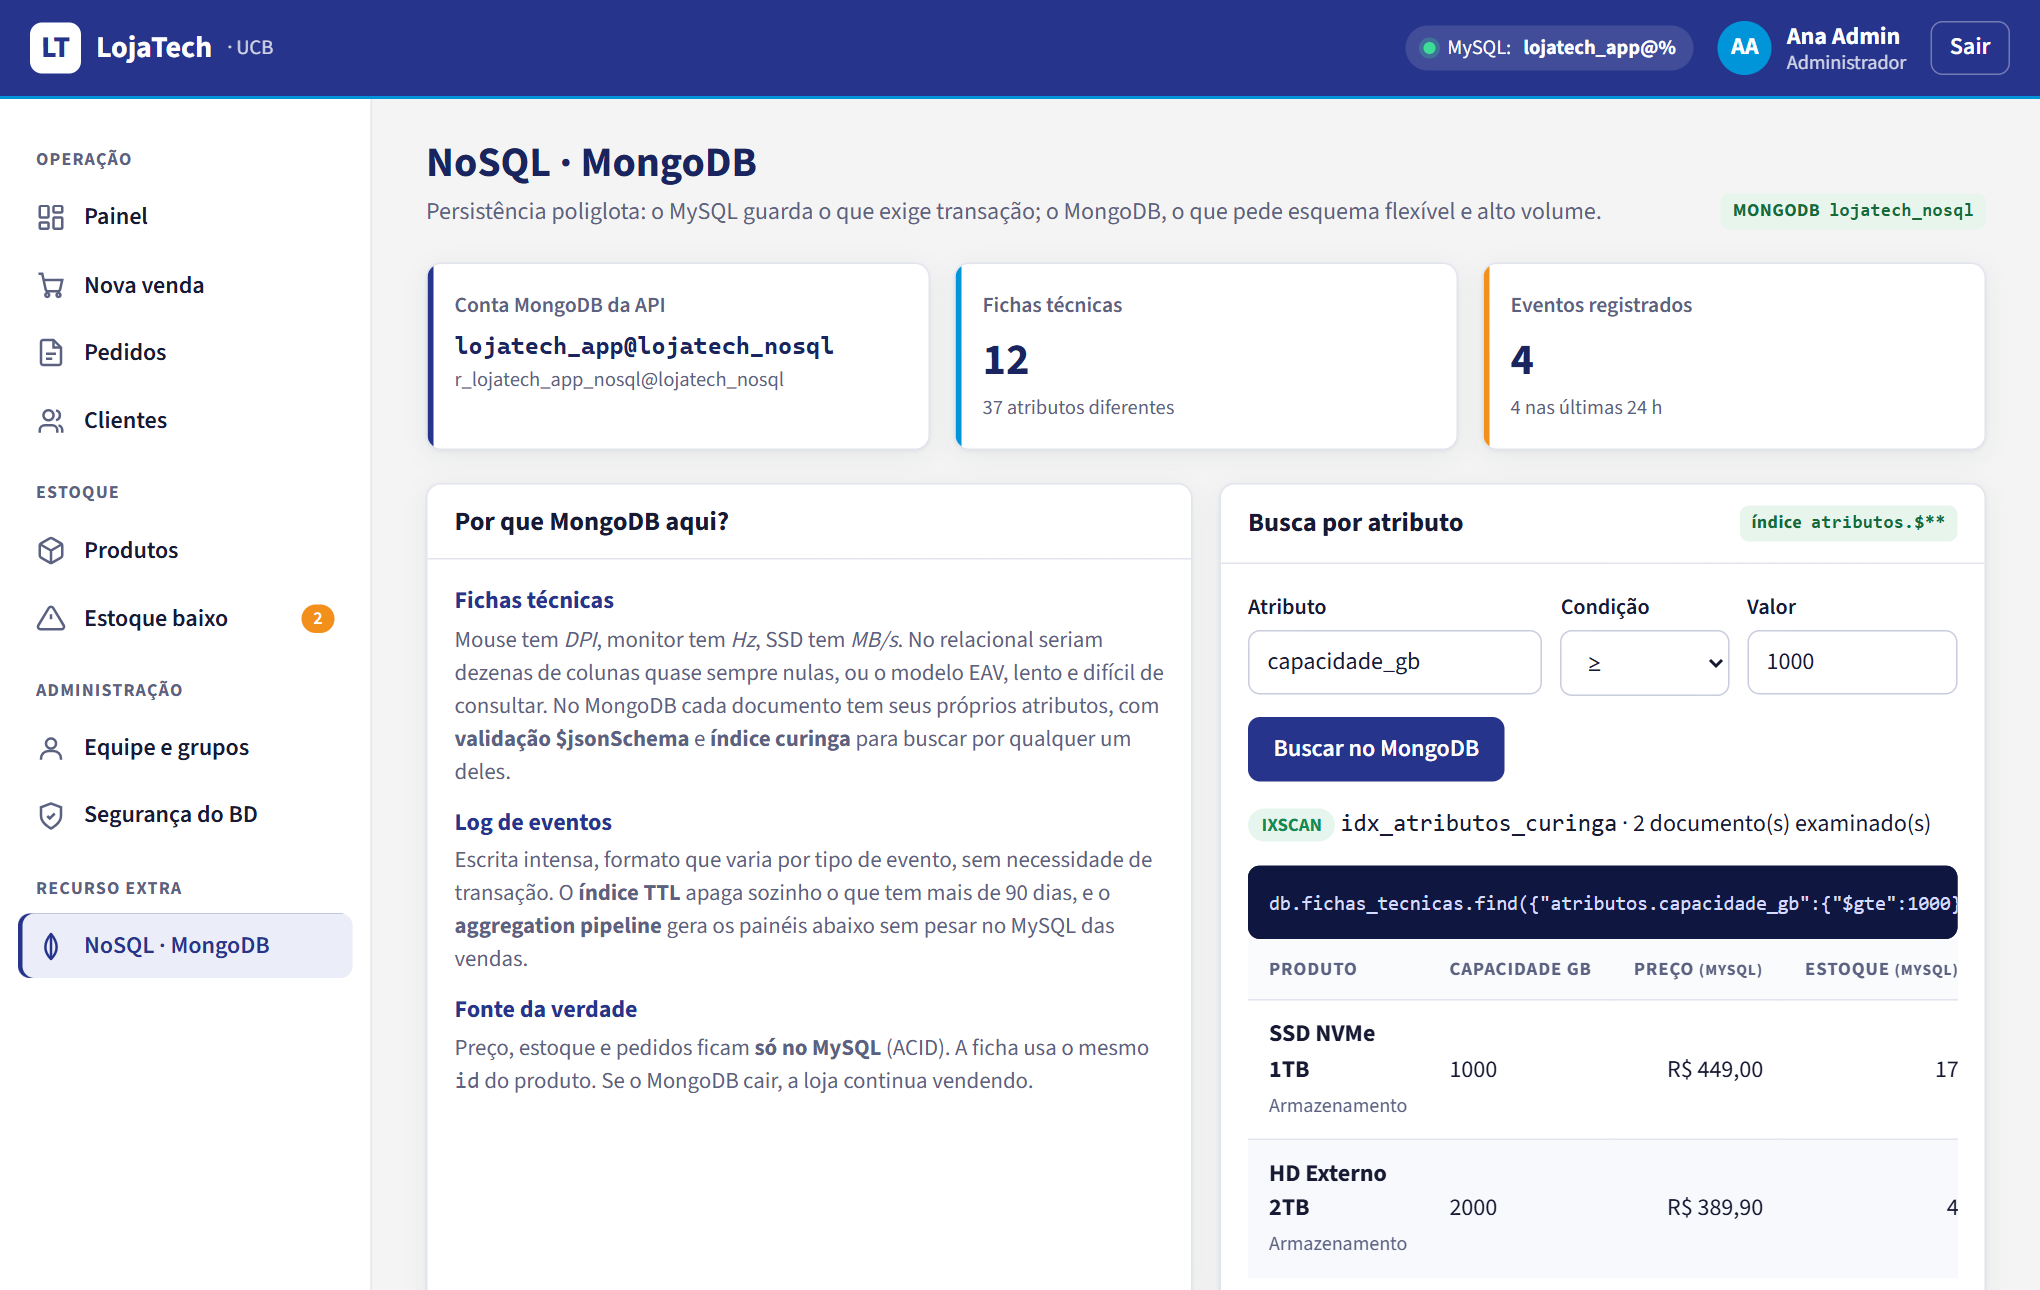 LT LojaTech · UCB
MySQL: lojatech_app@%
AA
Ana Admin
Administrador
Sair
OPERAÇÃO
Painel
Nova venda
Pedidos
Clientes
ESTOQUE
Produtos
Estoque baixo 2
ADMINISTRAÇÃO
Equipe e grupos
Segurança do BD
RECURSO EXTRA
NoSQL · MongoDB
NoSQL · MongoDB
Persistência poliglota: o MySQL guarda o que exige transação; o MongoDB, o que pede esquema flexível e alto volume.
MONGODB lojatech_nosql
Conta MongoDB da API
lojatech_app@lojatech_nosql
r_lojatech_app_nosql@lojatech_nosql
Fichas técnicas
12
37 atributos diferentes
Eventos registrados
4
4 nas últimas 24 h
Por que MongoDB aqui?
Fichas técnicas
Mouse tem DPI, monitor tem Hz, SSD tem MB/s. No relacional seriam
dezenas de colunas quase sempre nulas, ou o modelo EAV, lento e difícil de
consultar. No MongoDB cada documento tem seus próprios atributos, com
validação $jsonSchema e índice curinga para buscar por qualquer um
deles.
Log de eventos
Escrita intensa, formato que varia por tipo de evento, sem necessidade de
transação. O índice TTL apaga sozinho o que tem mais de 90 dias, e o
aggregation pipeline gera os painéis abaixo sem pesar no MySQL das
vendas.
Fonte da verdade
Preço, estoque e pedidos ficam só no MySQL (ACID). A ficha usa o mesmo
id do produto. Se o MongoDB cair, a loja continua vendendo.
Busca por atributo
índice atributos.$**
Atributo Condição Valor
capacidade_gb ≥ 1000
Buscar no MongoDB
IXSCAN idx_atributos_curinga · 2 documento(s) examinado(s)
db.fichas_tecnicas.find({"atributos.capacidade_gb":{"$gte":1000}
PRODUTO CAPACIDADE GB PREÇO (MYSQL) ESTOQUE (MYSQL)
SSD NVMe
1TB 1000 R$ 449,00 17
Armazenamento
HD Externo
2TB 2000 R$ 389,90 4
Armazenamento